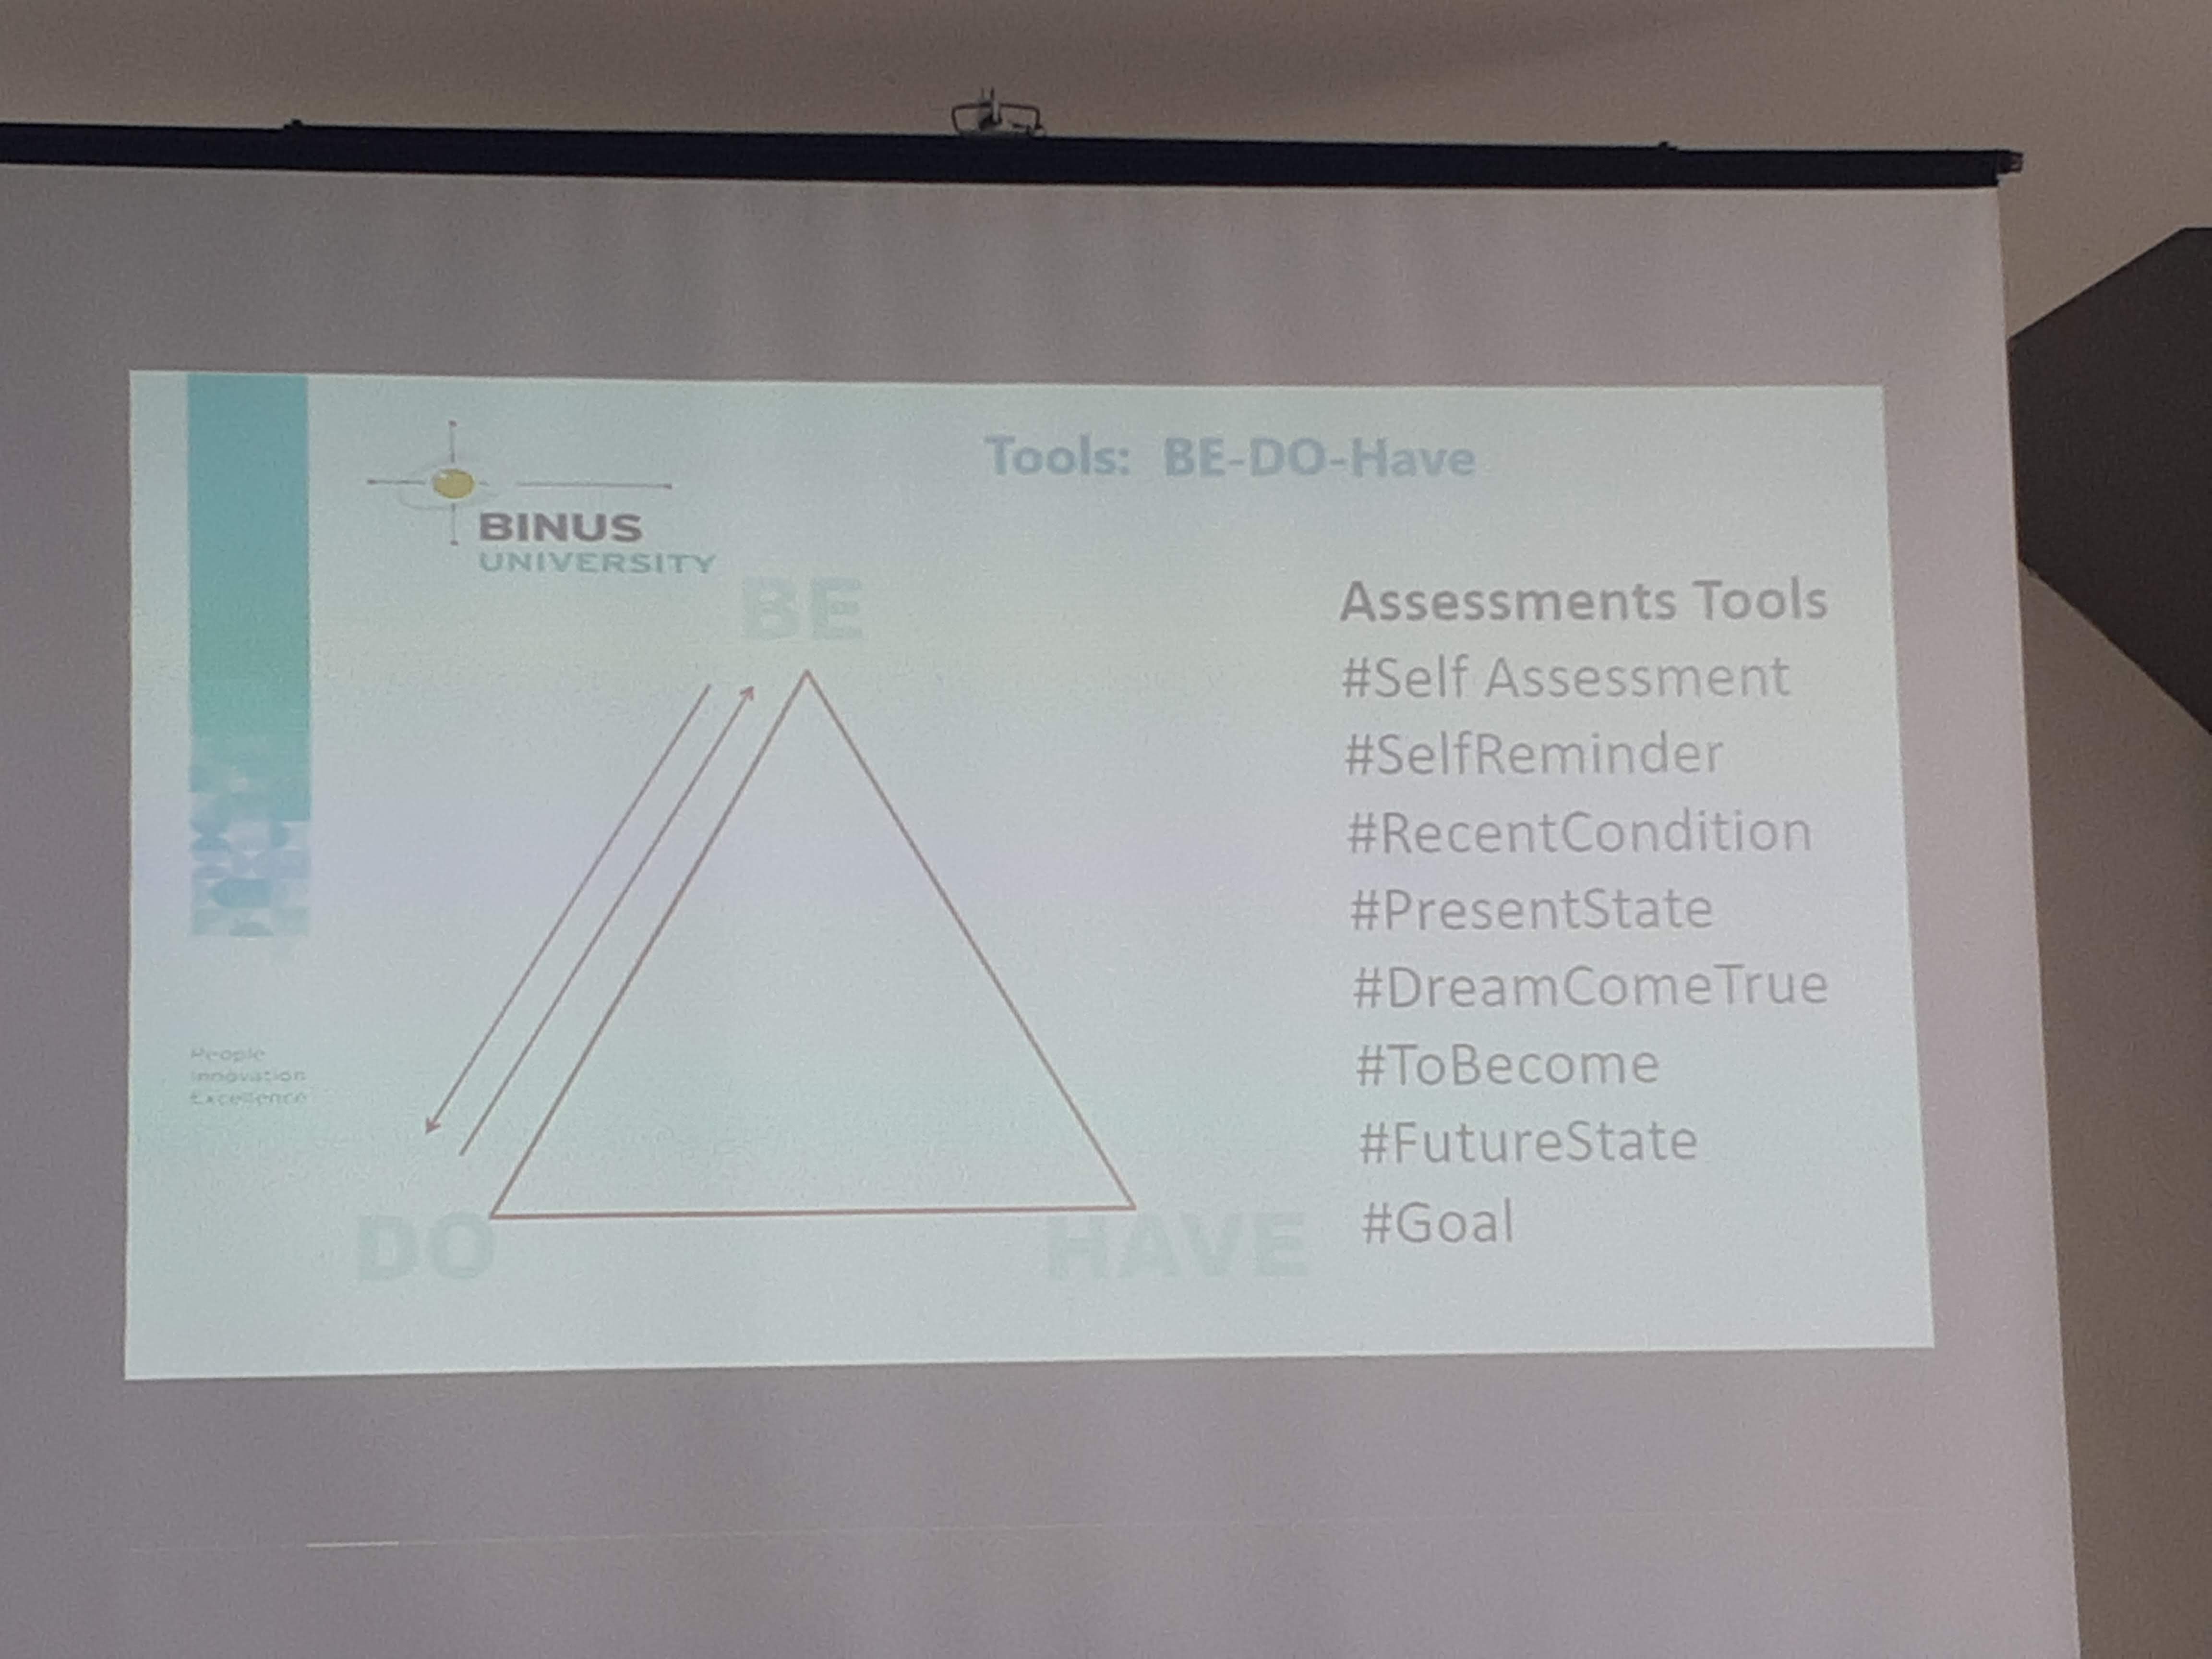 Tools: BE-DO-Have
BINUS
UNIVERSITY
BE
DO
HAVE
Assessments Tools
#Self Assessment
#SelfReminder
#RecentCondition
#PresentState
#DreamComeTrue
#ToBecome
#FutureState
#Goal
People
Innovation
Excellence